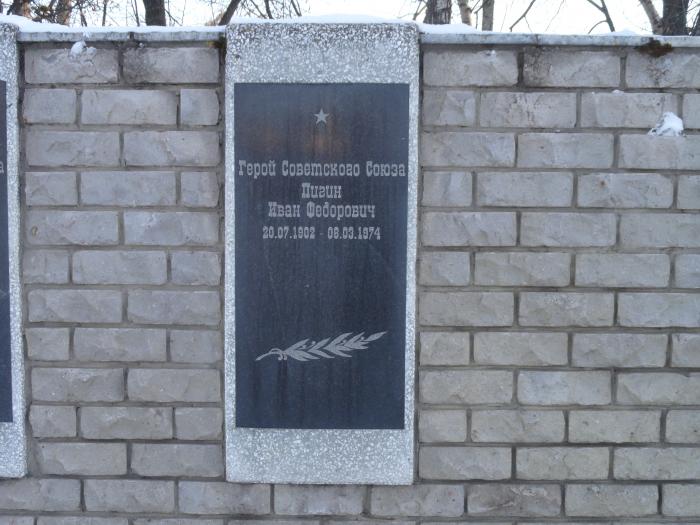 Герой Советского Союза
Пигин
Иван Федорович
20.07.1902 - 08.03.1974